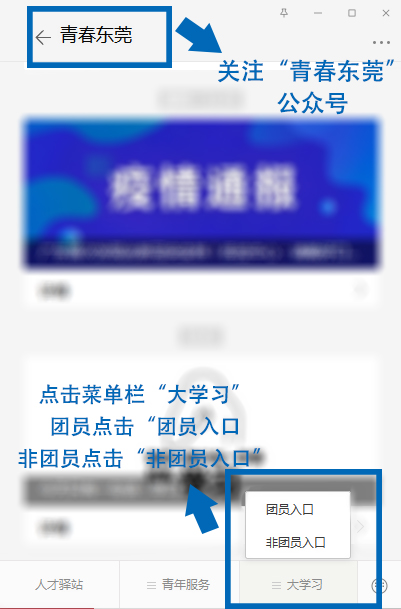 青春东莞
关注“青春东莞”
公众号
疫情通报
点击菜单栏“大学习”
团员点击“团员入口
非团员点击“非团员入口”
团员入口
非团员入口
人才驿站
青年服务
大学习